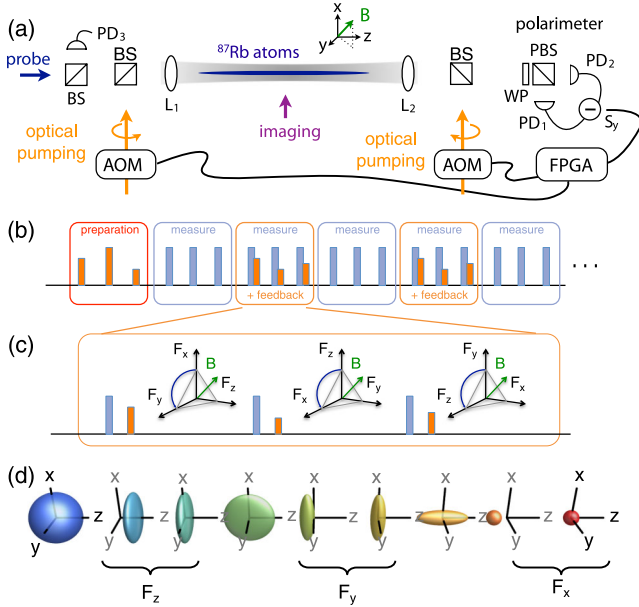 (a)
x
B
y
z
polarimeter
PD3
BS
⁸⁷Rb atoms
BS
PBS
PD2
probe
BS
L1
L2
WP
PD1
Sy
optical
pumping
imaging
optical
pumping
AOM
AOM
FPGA
(b)
preparation
measure
measure
measure
measure
measure
+ feedback
+ feedback
...
(c)
Fx
B
Fy
Fz
Fz
B
Fx
Fy
Fy
B
Fz
Fx
(d)
x
z
y
x
z
y
x
z
y
x
z
y
x
z
y
x
z
y
x
z
y
x
z
y
x
z
y
Fz
Fy
Fx